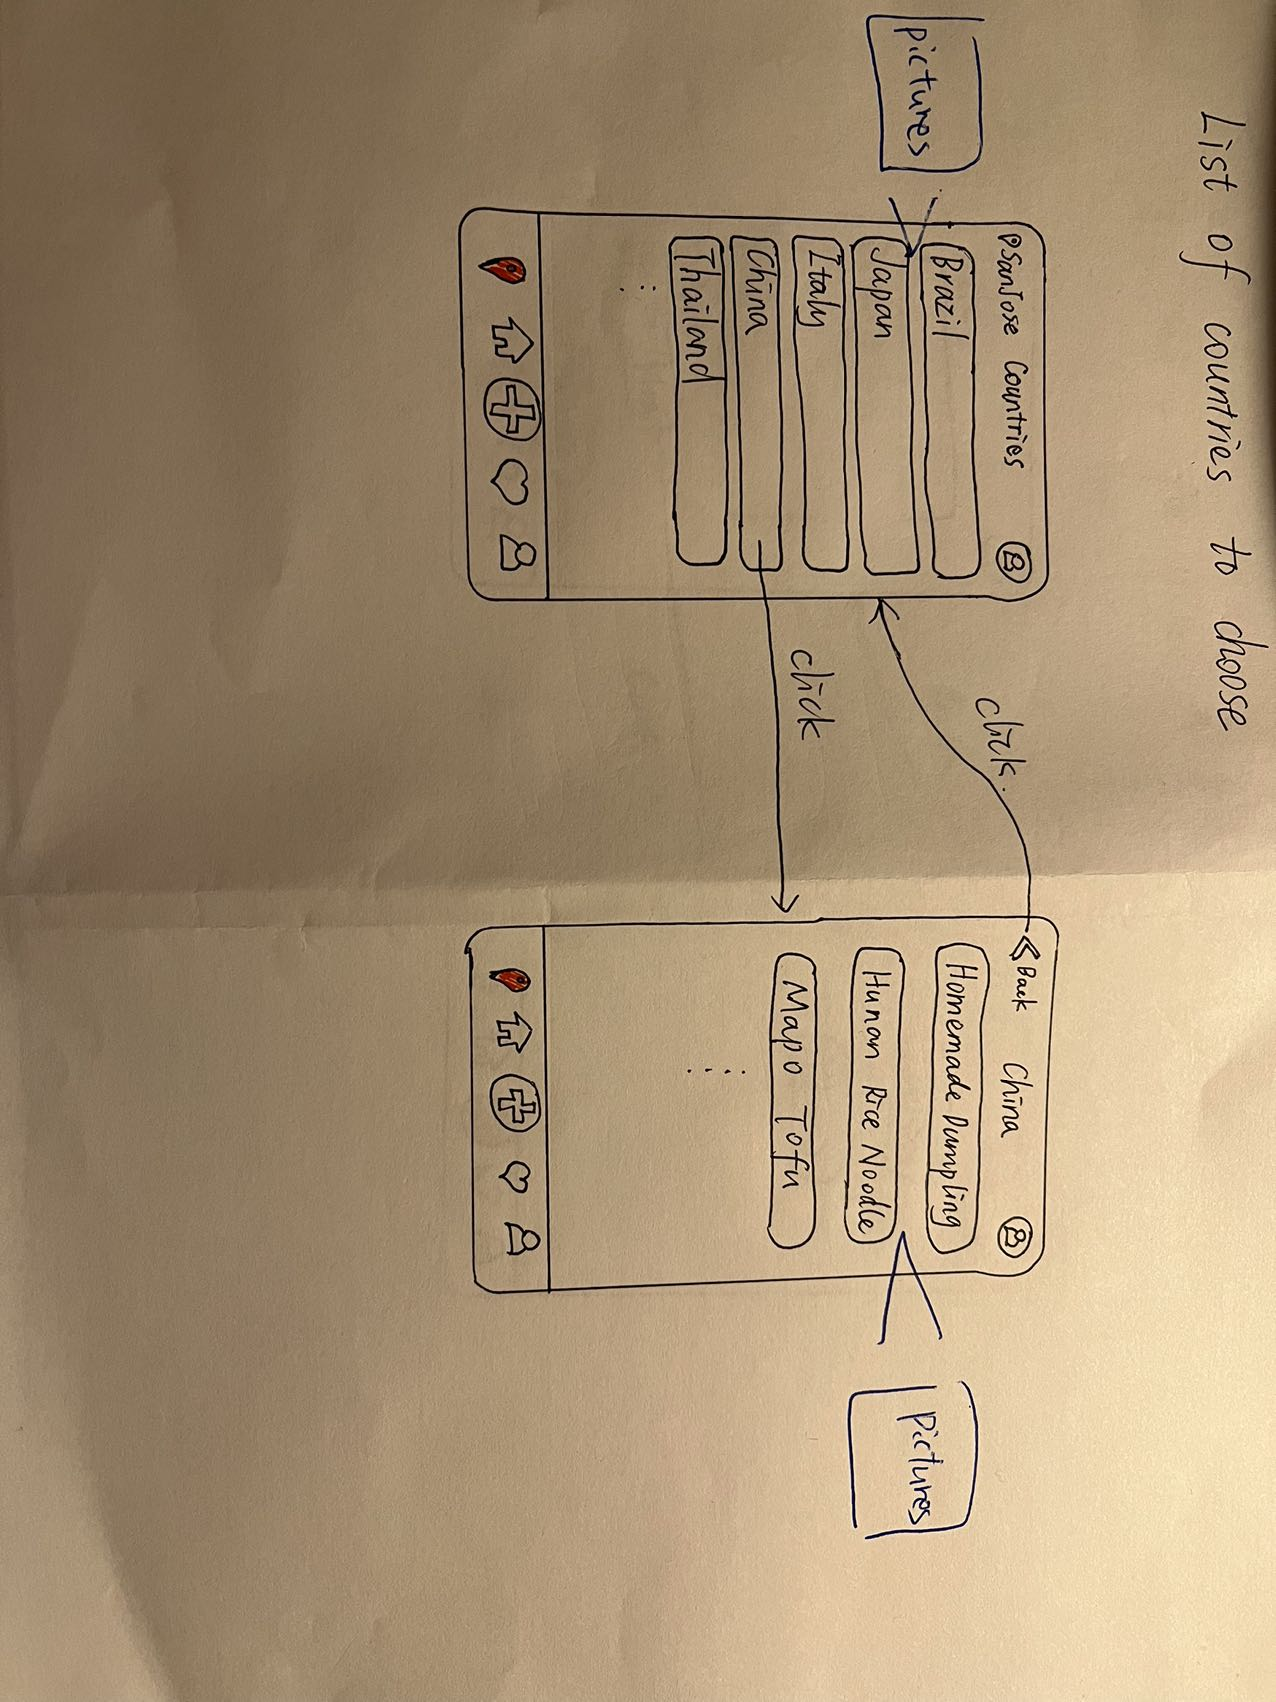 List of countries to choose
pictures
SanJose Countries
Brazil
Japan
Italy
China
Thailand
click
click.
Back China
Homemade Dumpling
Hunan Rice Noodle
Mapo Tofu
Pictures